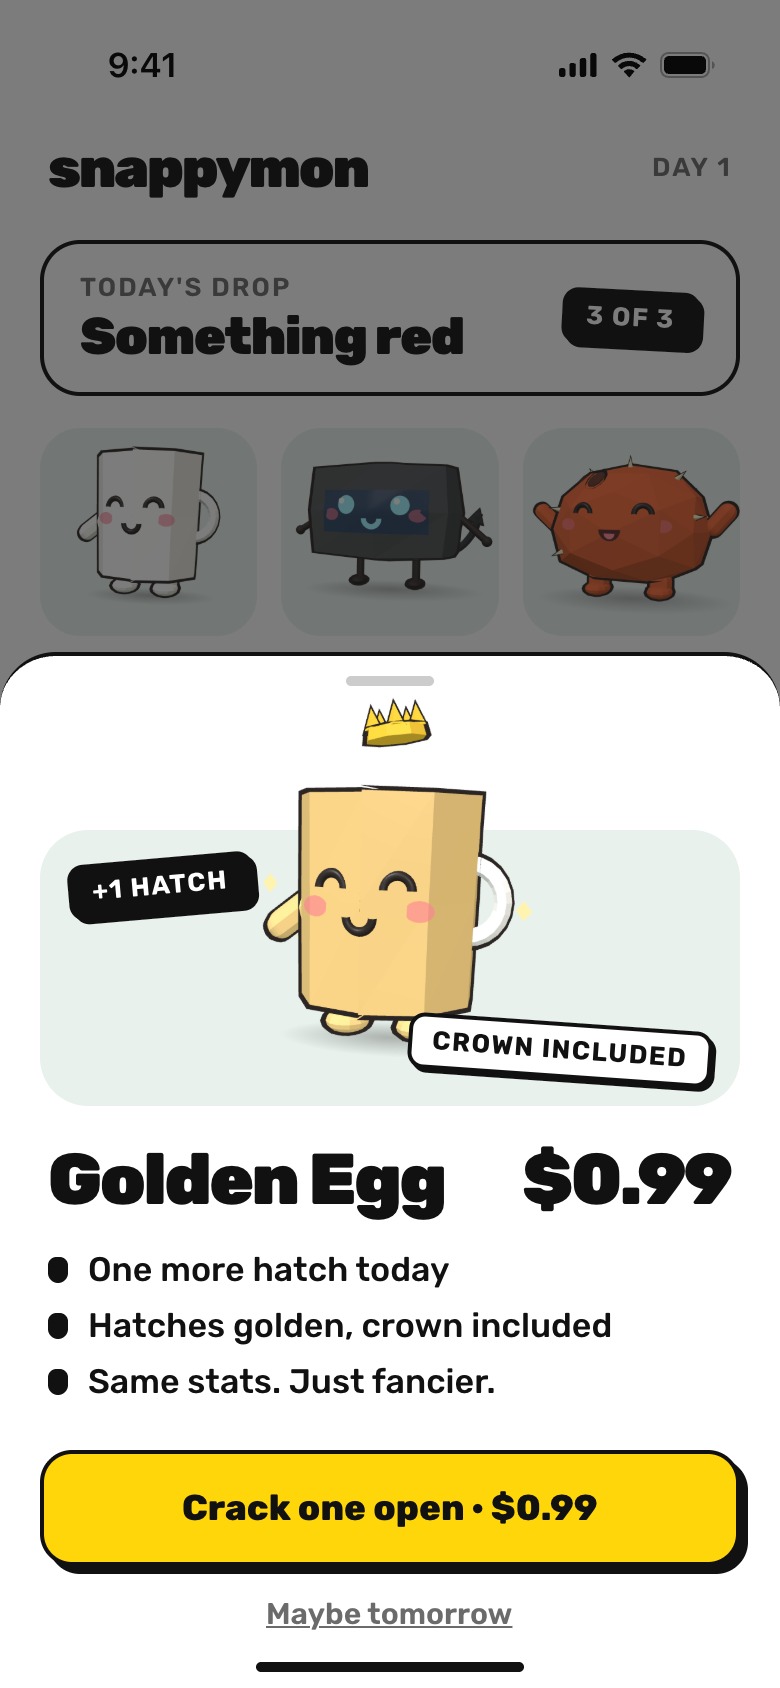 9:41
snappymon
DAY 1
TODAY'S DROP
Something red
3 OF 3
+1 HATCH
CROWN INCLUDED
Golden Egg
$0.99
One more hatch today
Hatches golden, crown included
Same stats. Just fancier.
Crack one open · $0.99
Maybe tomorrow